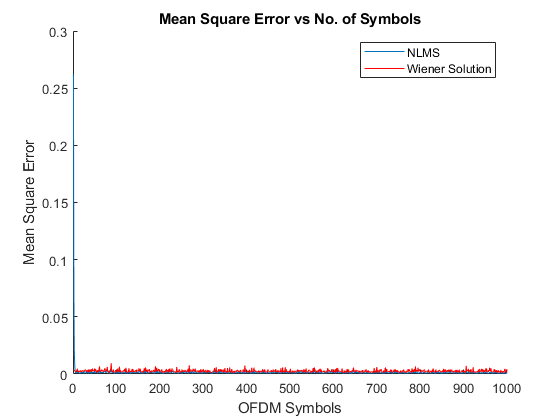 Mean Square Error vs No. of Symbols
0.3
NLMS
Wiener Solution
0.25
0.2
0.15
0.1
0.05
0
Mean Square Error
0 100 200 300 400 500 600 700 800 900 1000
OFDM Symbols